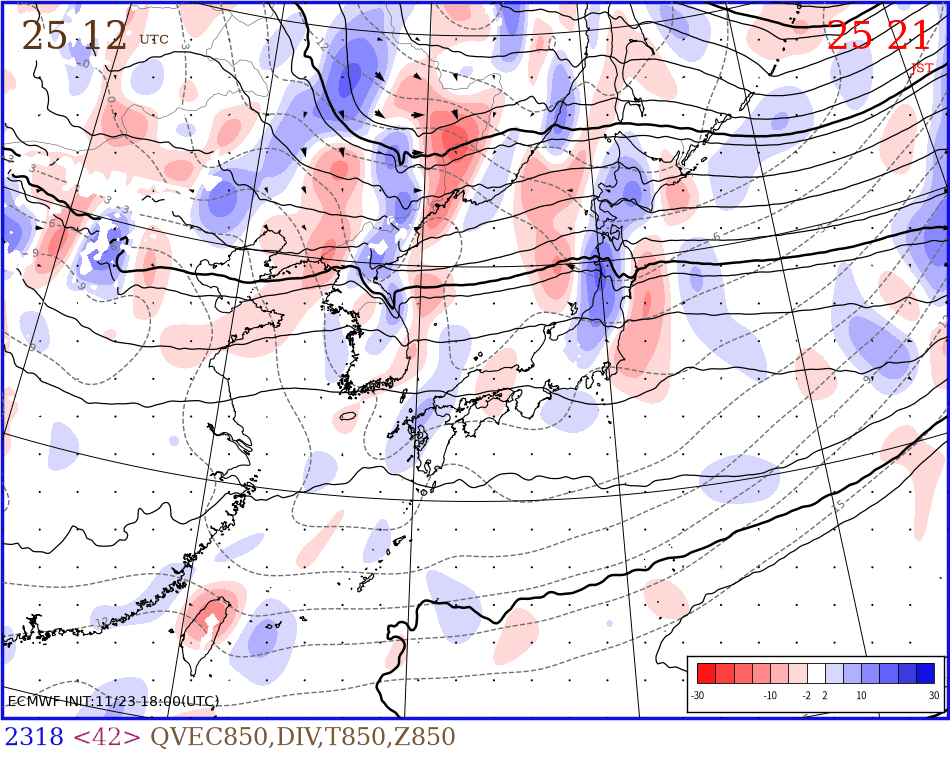 25 12 UTC
25 21
JST
ECMWF INIT:11/23-18:00(UTC)
-30 -10 -2 2 10 30
2318 <42> QVEC850,DIV,T850,Z850